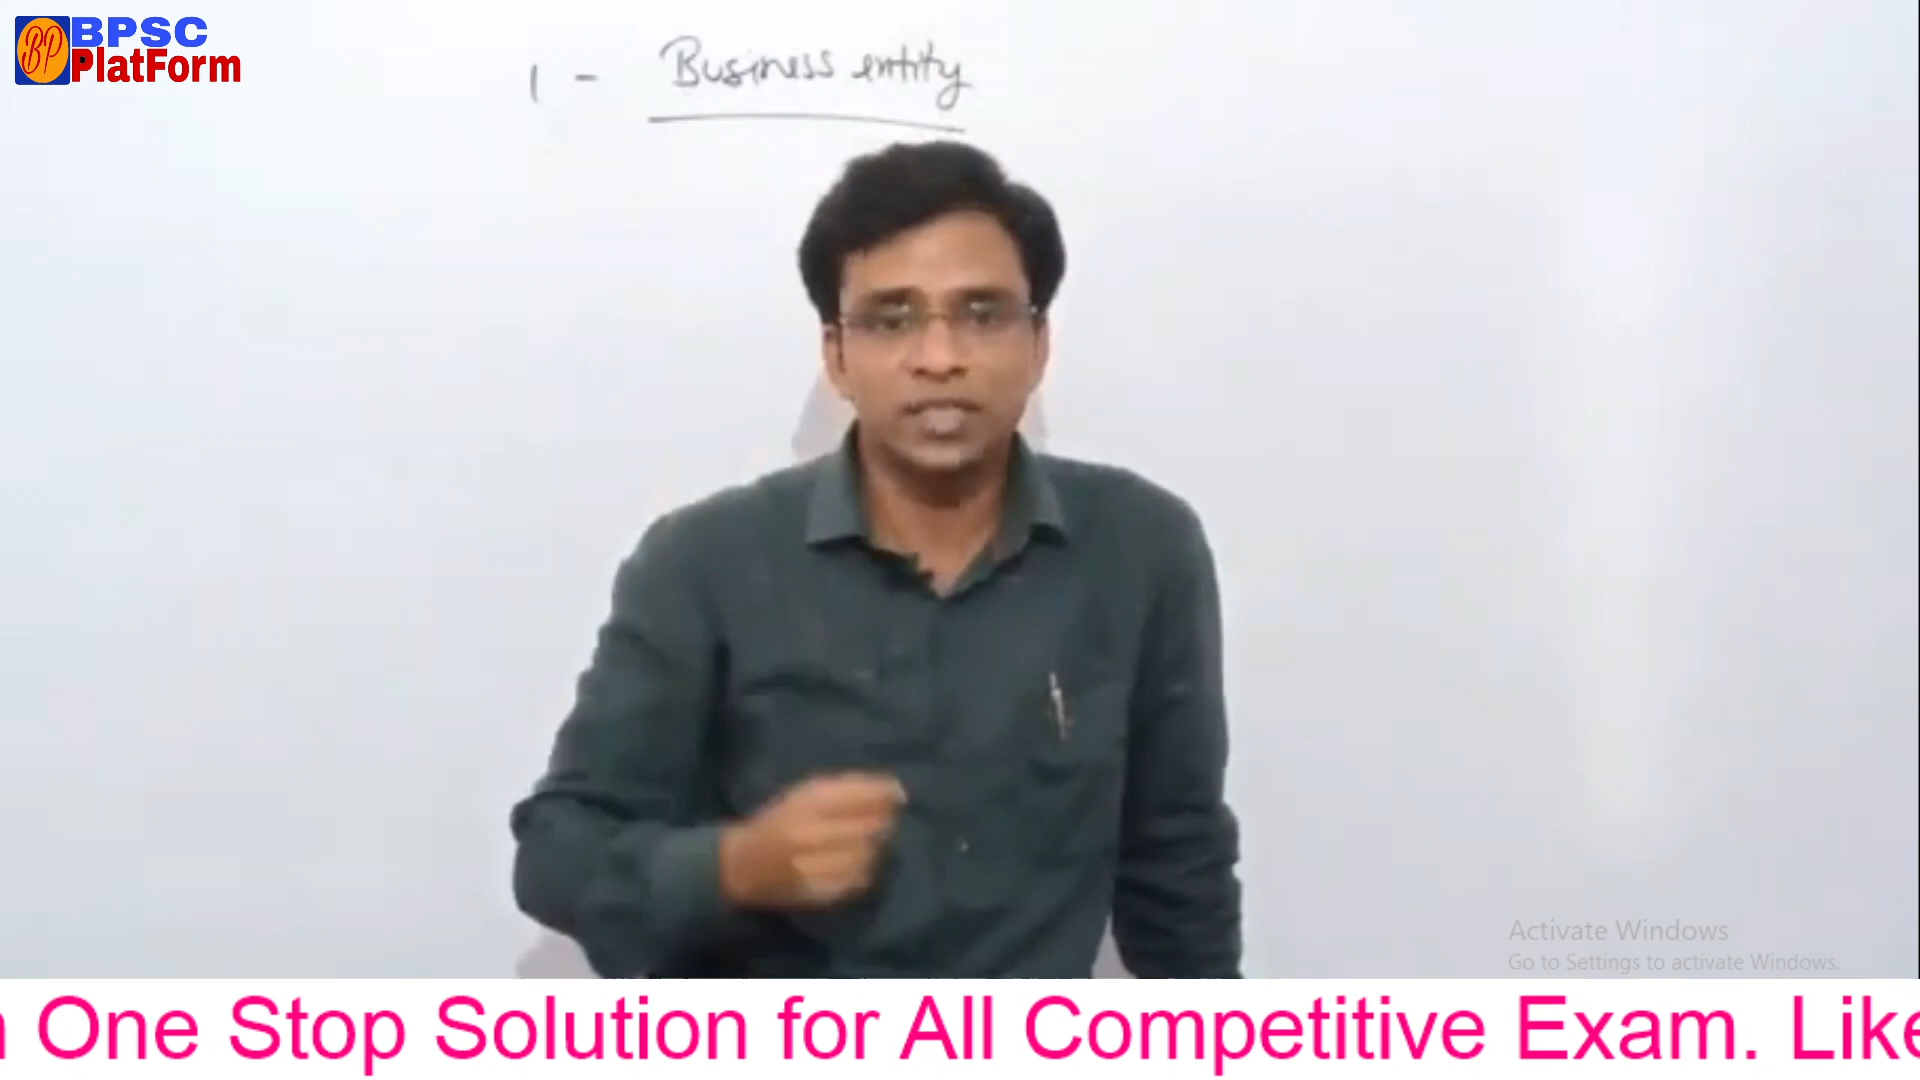 BPSC
BP
PlatForm
1 - Business entity
Activate Windows
Go to Settings to activate Windows.
One Stop Solution for All Competitive Exam. Like